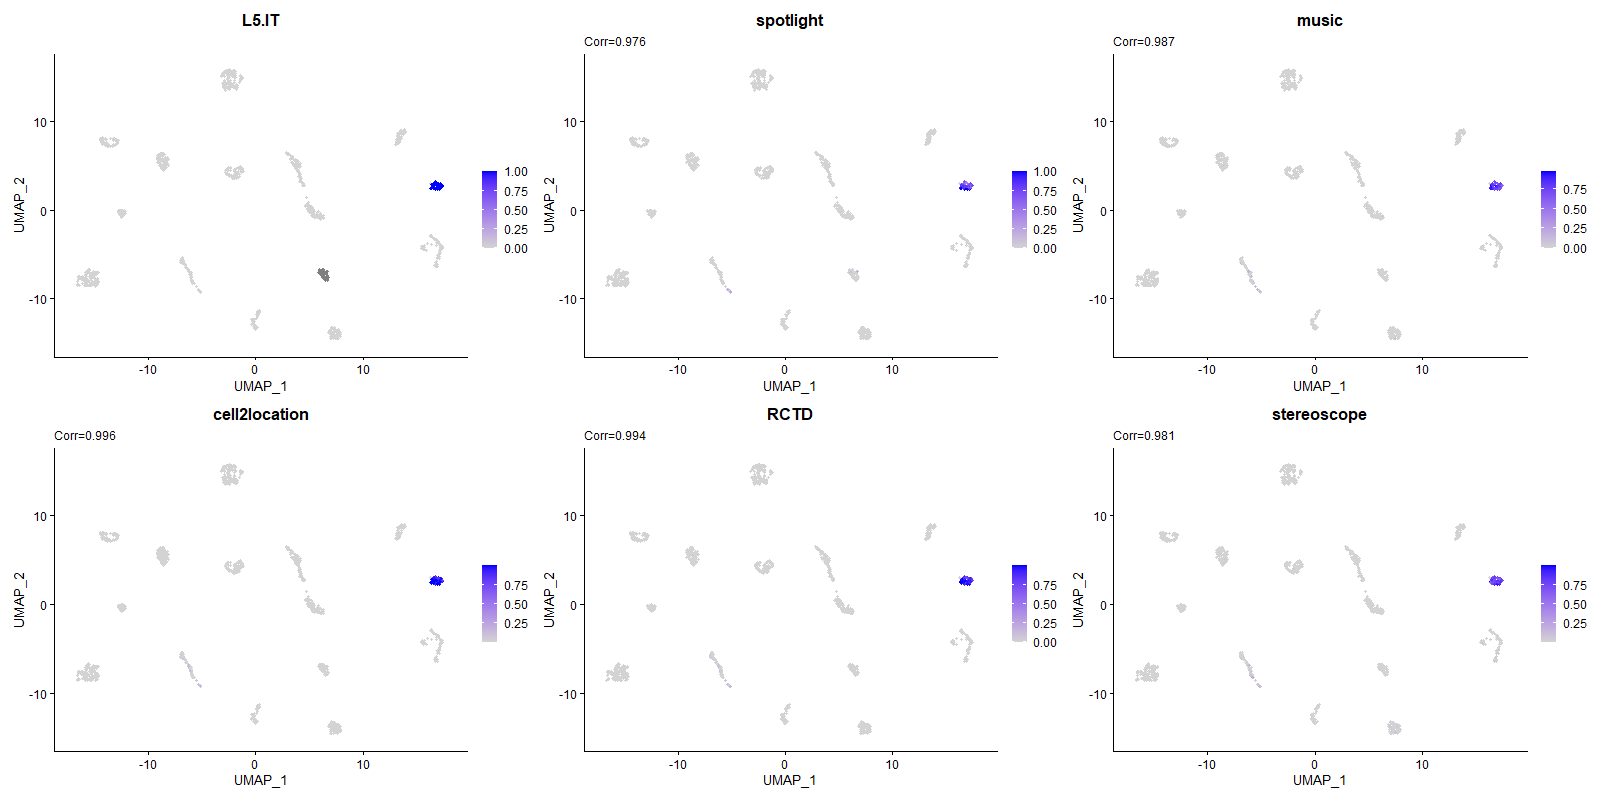 L5.IT
10
0
-10
-10
0
10
UMAP_1
UMAP_2
1.00
0.75
0.50
0.25
0.00
spotlight
Corr=0.976
10
0
-10
-10
0
10
UMAP_1
UMAP_2
1.00
0.75
0.50
0.25
0.00
music
Corr=0.987
10
0
-10
-10
0
10
UMAP_1
UMAP_2
0.75
0.50
0.25
0.00
cell2location
Corr=0.996
10
0
-10
-10
0
10
UMAP_1
UMAP_2
0.75
0.50
0.25
RCTD
Corr=0.994
10
0
-10
-10
0
10
UMAP_1
UMAP_2
0.75
0.50
0.25
0.00
stereoscope
Corr=0.981
10
0
-10
-10
0
10
UMAP_1
UMAP_2
0.75
0.50
0.25